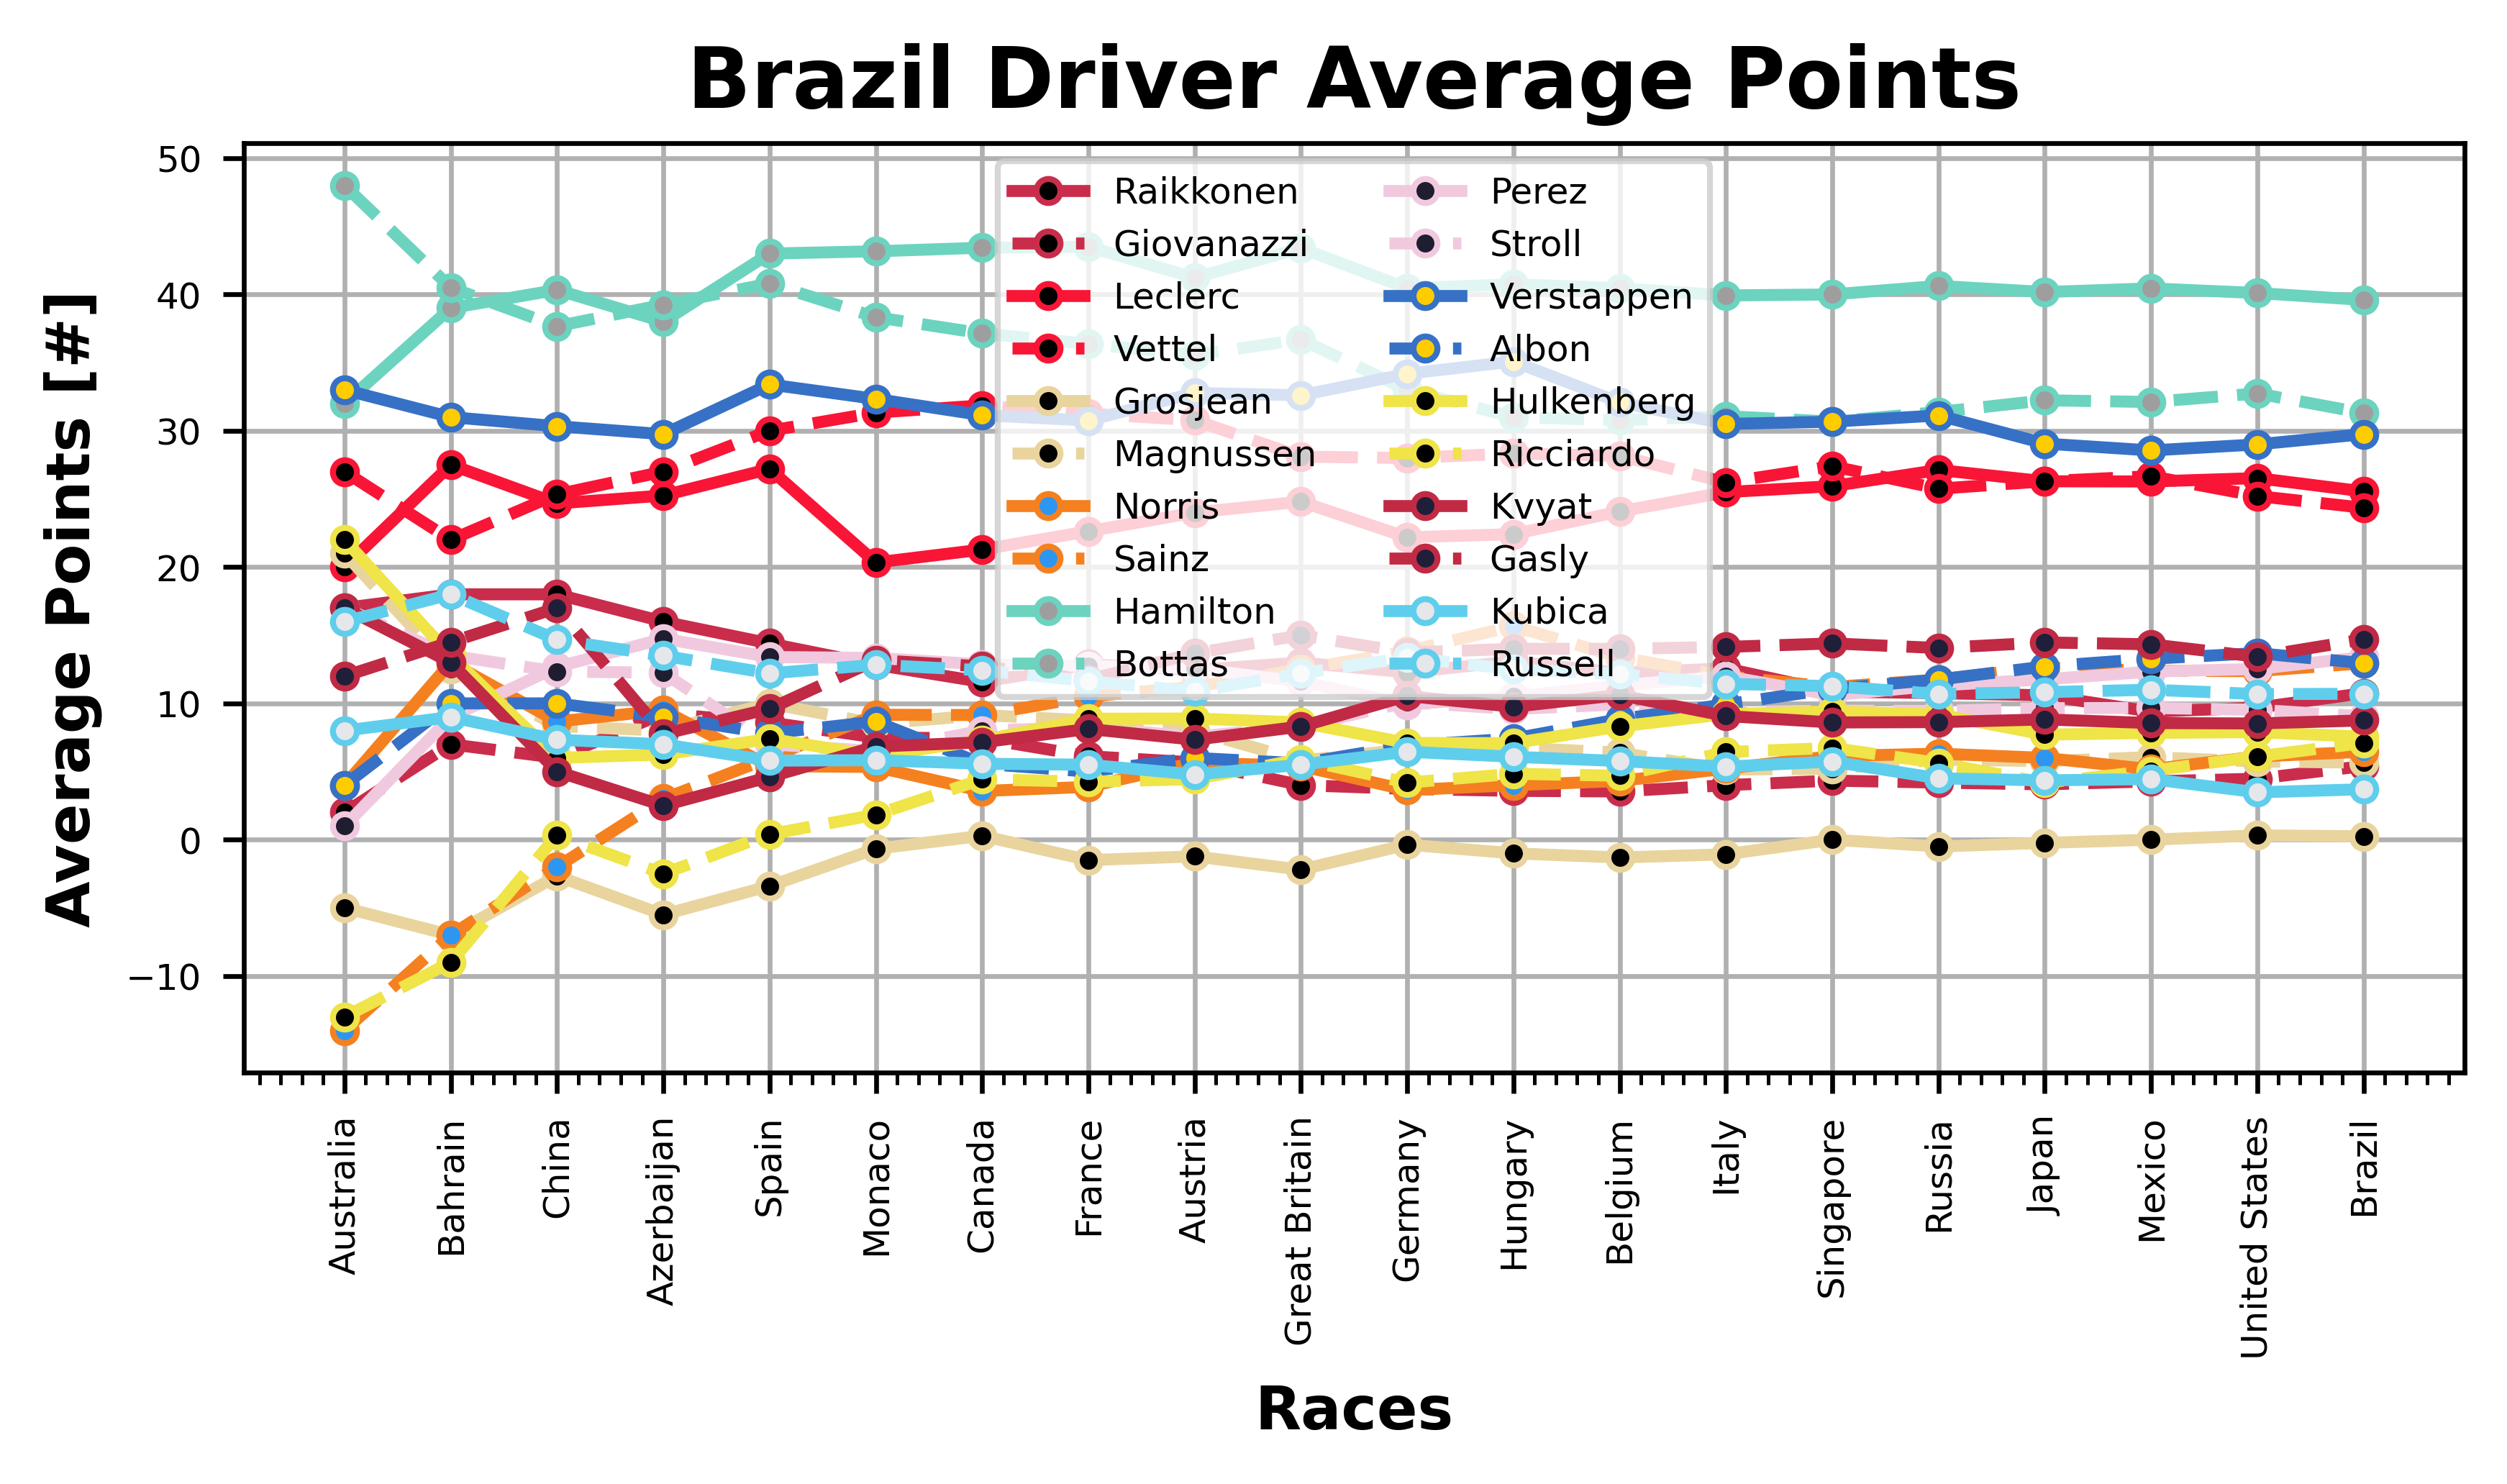 Brazil Driver Average Points
Average Points [#]
50
40
30
20
10
0
−10
Raikkonen
Giovanazzi
Leclerc
Vettel
Grosjean
Magnussen
Norris
Sainz
Hamilton
Bottas
Perez
Stroll
Verstappen
Albon
Hulkenberg
Ricciardo
Kvyat
Gasly
Kubica
Russell
Australia
Bahrain
China
Azerbaijan
Spain
Monaco
Canada
France
Austria
Great Britain
Germany
Hungary
Belgium
Italy
Singapore
Russia
Japan
Mexico
United States
Brazil
Races